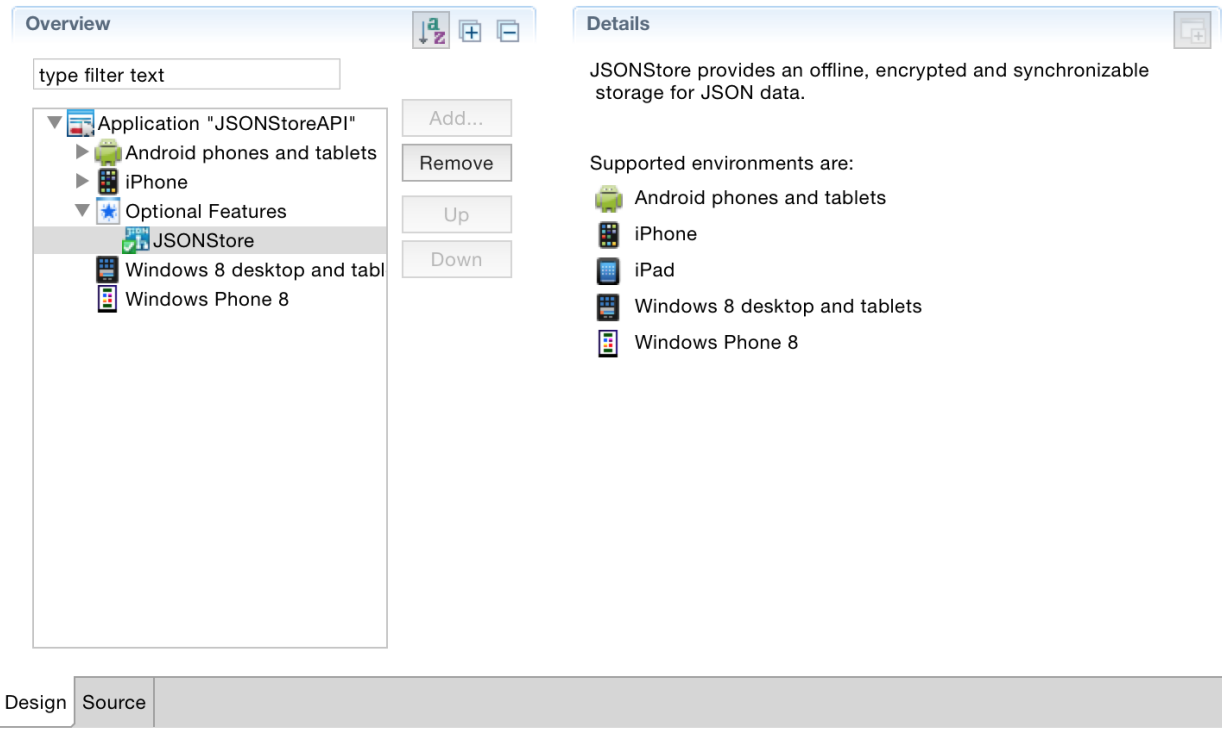 Overview
type filter text
Application "JSONStoreAPI"
Android phones and tablets
iPhone
Optional Features
JSONStore
Windows 8 desktop and tabl
Windows Phone 8
Add...
Remove
Up
Down
Details
JSONStore provides an offline, encrypted and synchronizable
storage for JSON data.
Supported environments are:
Android phones and tablets
iPhone
iPad
Windows 8 desktop and tablets
Windows Phone 8
Design
Source